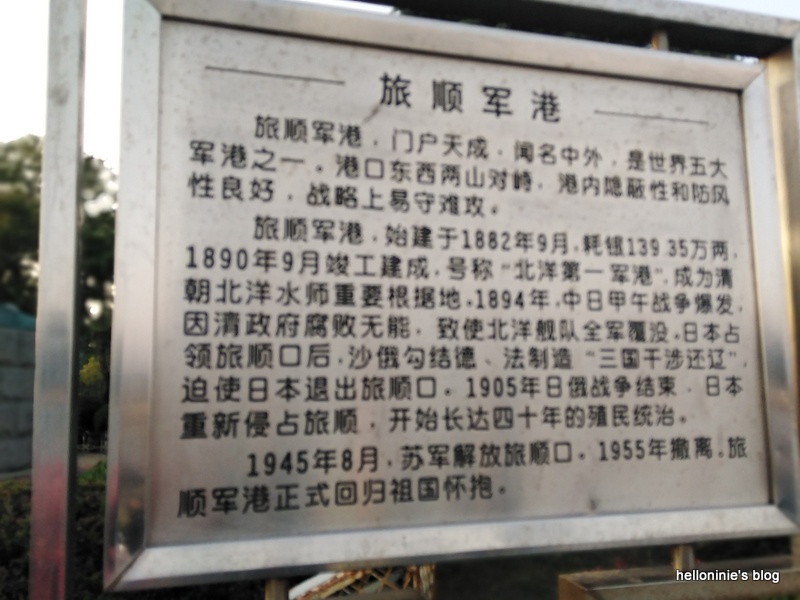 旅顺军港
旅顺军港，门户天成，闻名中外，是世界五大
军港之一。港口东西两山对峙，港内隐蔽性和防风
性良好，战略上易守难攻。
旅顺军港，始建于1882年9月，耗银139.35万两，
1890年9月竣工建成，号称“北洋第一军港”，成为清
朝北洋水师重要根据地。1894年，中日甲午战争爆发，
因清政府腐败无能，致使北洋舰队全军覆没。日本占
领旅顺口后，沙俄勾结德、法制造“三国干涉还辽”，
迫使日本退出旅顺口。1905年日俄战争结束，日本
重新侵占旅顺，开始长达四十年的殖民统治。
1945年8月，苏军解放旅顺口。1955年撤离。旅
顺军港正式回归祖国怀抱。
helloninie's blog